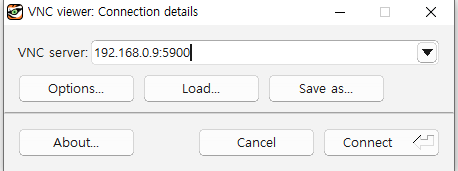 VNC viewer: Connection details
VNC server: 192.168.0.9:5900
Options... Load... Save as...
About... Cancel Connect